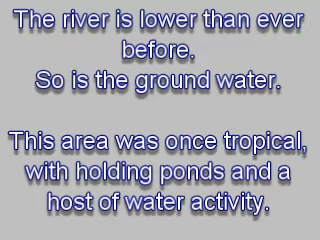 The river is lower than ever
before.
So is the ground water.
This area was once tropical,
with holding ponds and a
host of water activity.